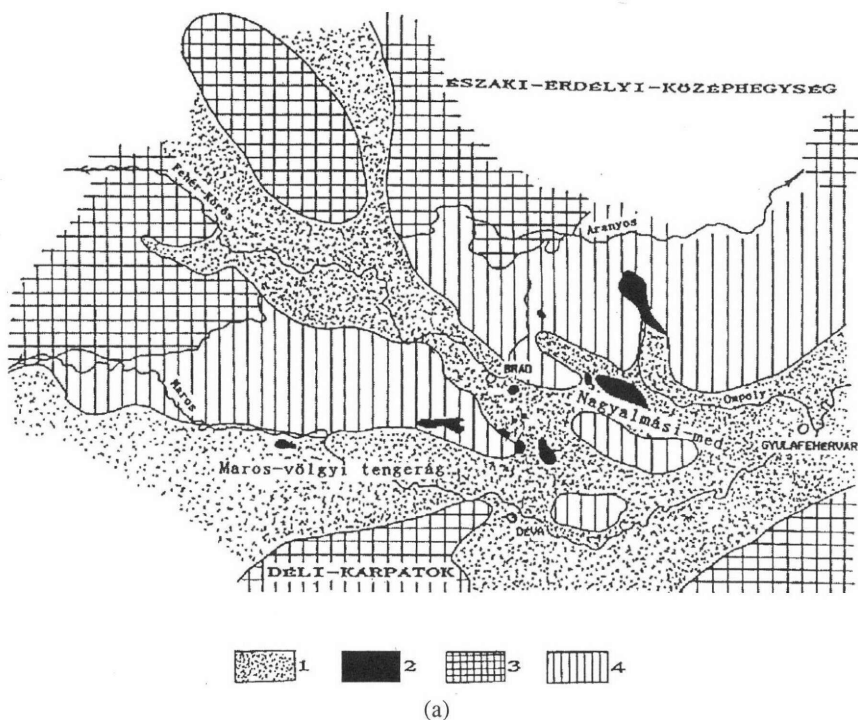 ÉSZAKI-ERDÉLYI-KÖZÉPHEGYSÉG
Fehér-Körös
Aranyos
Maros
BRAD
Ompoly
Nagyalmási-med.
GYULAFEHÉRVÁR
Maros-völgyi tengerág
DÉVA
DÉLI-KÁRPÁTOK
1
2
3
4
(a)